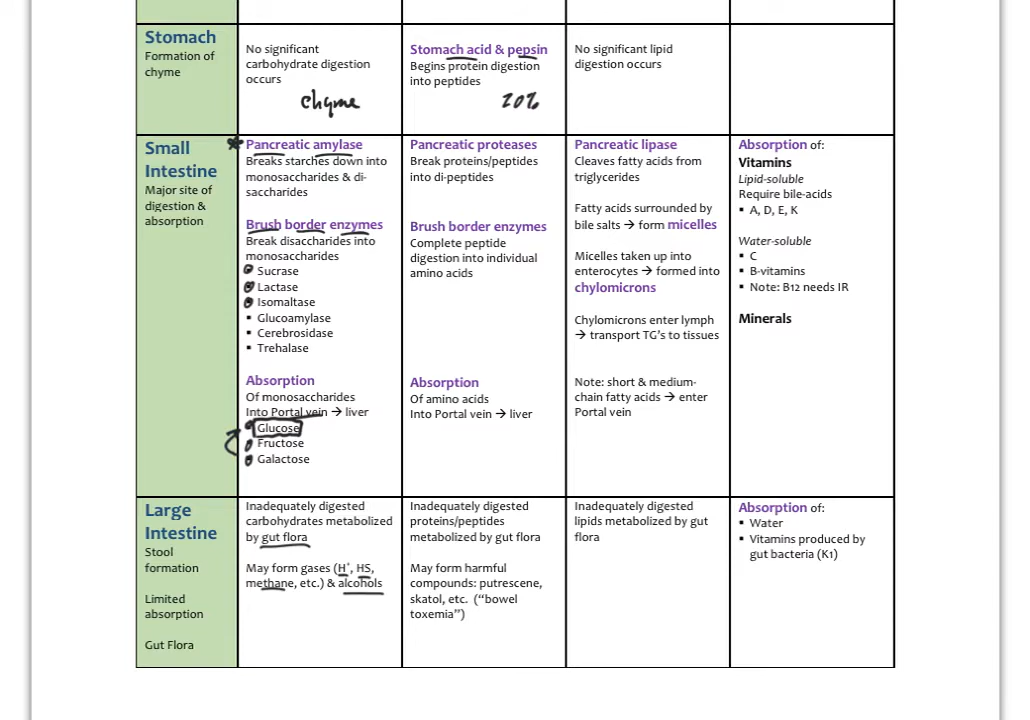 Stomach
Formation of
chyme
No significant
carbohydrate digestion
occurs
chyme
Stomach acid & pepsin
Begins protein digestion
into peptides
20%
No significant lipid
digestion occurs
Small
Intestine
Major site of
digestion &
absorption
Pancreatic amylase
Breaks starches down into
monosaccharides & di-
saccharides
Brush border enzymes
Break disaccharides into
monosaccharides
Sucrase
Lactase
Isomaltase
▪ Glucoamylase
▪ Cerebrosidase
▪ Trehalase
Absorption
Of monosaccharides
Into Portal vein → liver
Glucose
Fructose
Galactose
Pancreatic proteases
Break proteins/peptides
into di-peptides
Brush border enzymes
Complete peptide
digestion into individual
amino acids
Absorption
Of amino acids
Into Portal vein → liver
Pancreatic lipase
Cleaves fatty acids from
triglycerides
Fatty acids surrounded by
bile salts → form micelles
Micelles taken up into
enterocytes → formed into
chylomicrons
Chylomicrons enter lymph
→ transport TG's to tissues
Note: short & medium-
chain fatty acids → enter
Portal vein
Absorption of:
Vitamins
Lipid-soluble
Require bile-acids
▪ A, D, E, K
Water-soluble
▪ C
▪ B-vitamins
▪ Note: B12 needs IR
Minerals
Large
Intestine
Stool
formation
Limited
absorption
Gut Flora
Inadequately digested
carbohydrates metabolized
by gut flora
May form gases (H⁺, HS,
methane, etc.) & alcohols
Inadequately digested
proteins/peptides
metabolized by gut flora
May form harmful
compounds: putrescene,
skatol, etc. (“bowel
toxemia”)
Inadequately digested
lipids metabolized by gut
flora
Absorption of:
▪ Water
▪ Vitamins produced by
gut bacteria (K1)